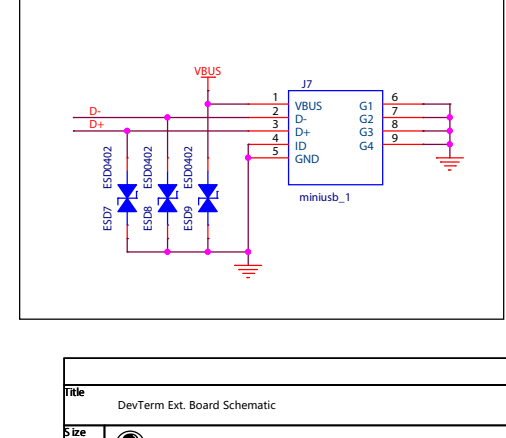 VBUS
J7
1 VBUS G1 6
D- 2 D- G2 7
D+ 3 D+ G3 8
4 ID G4 9
5 GND
miniusb_1
ESD0402 ESD0402 ESD0402
ESD7 ESD8 ESD9
Title
DevTerm Ext. Board Schematic
Size